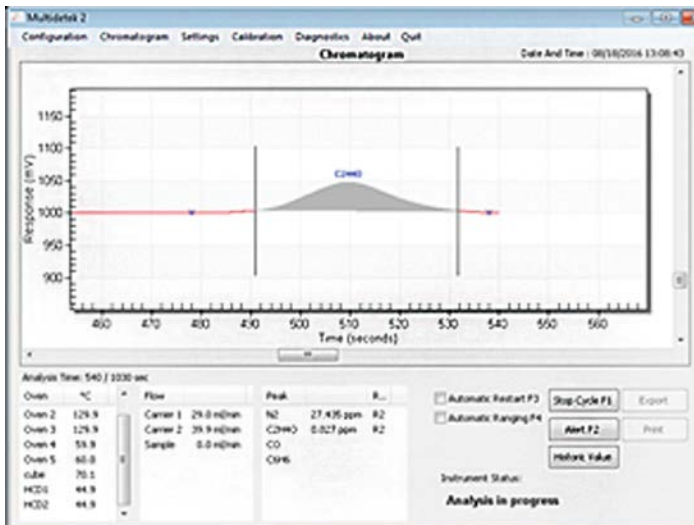 Multidetek 2
Configuration Chromatogram Settings Calibration Diagnostics About Quit
Chromatogram
Date And Time : 08/18/2016 13:08:43
1150
1100
1050
1000
950
900
Response (mV)
C2H4O
460 470 480 490 500 510 520 530 540 550 560
Time (seconds)
Analysis Time: 540 / 1030 sec
Oven °C
Oven 2 129.9
Oven 3 129.9
Oven 4 59.9
Oven 5 60.0
cube 70.1
HCD1 44.9
HCD2 44.9
Flow
Carrier 1 29.0 ml/min
Carrier 2 39.9 ml/min
Sample 0.0 ml/min
Peak R...
N2 27.435 ppm R2
C2H4O 0.027 ppm R2
CO
C6H6
Automatic Restart F3
Automatic Ranging F4
Stop Cycle F1
Export
Alert F2
Print
Historic Value
Instrument Status:
Analysis in progress